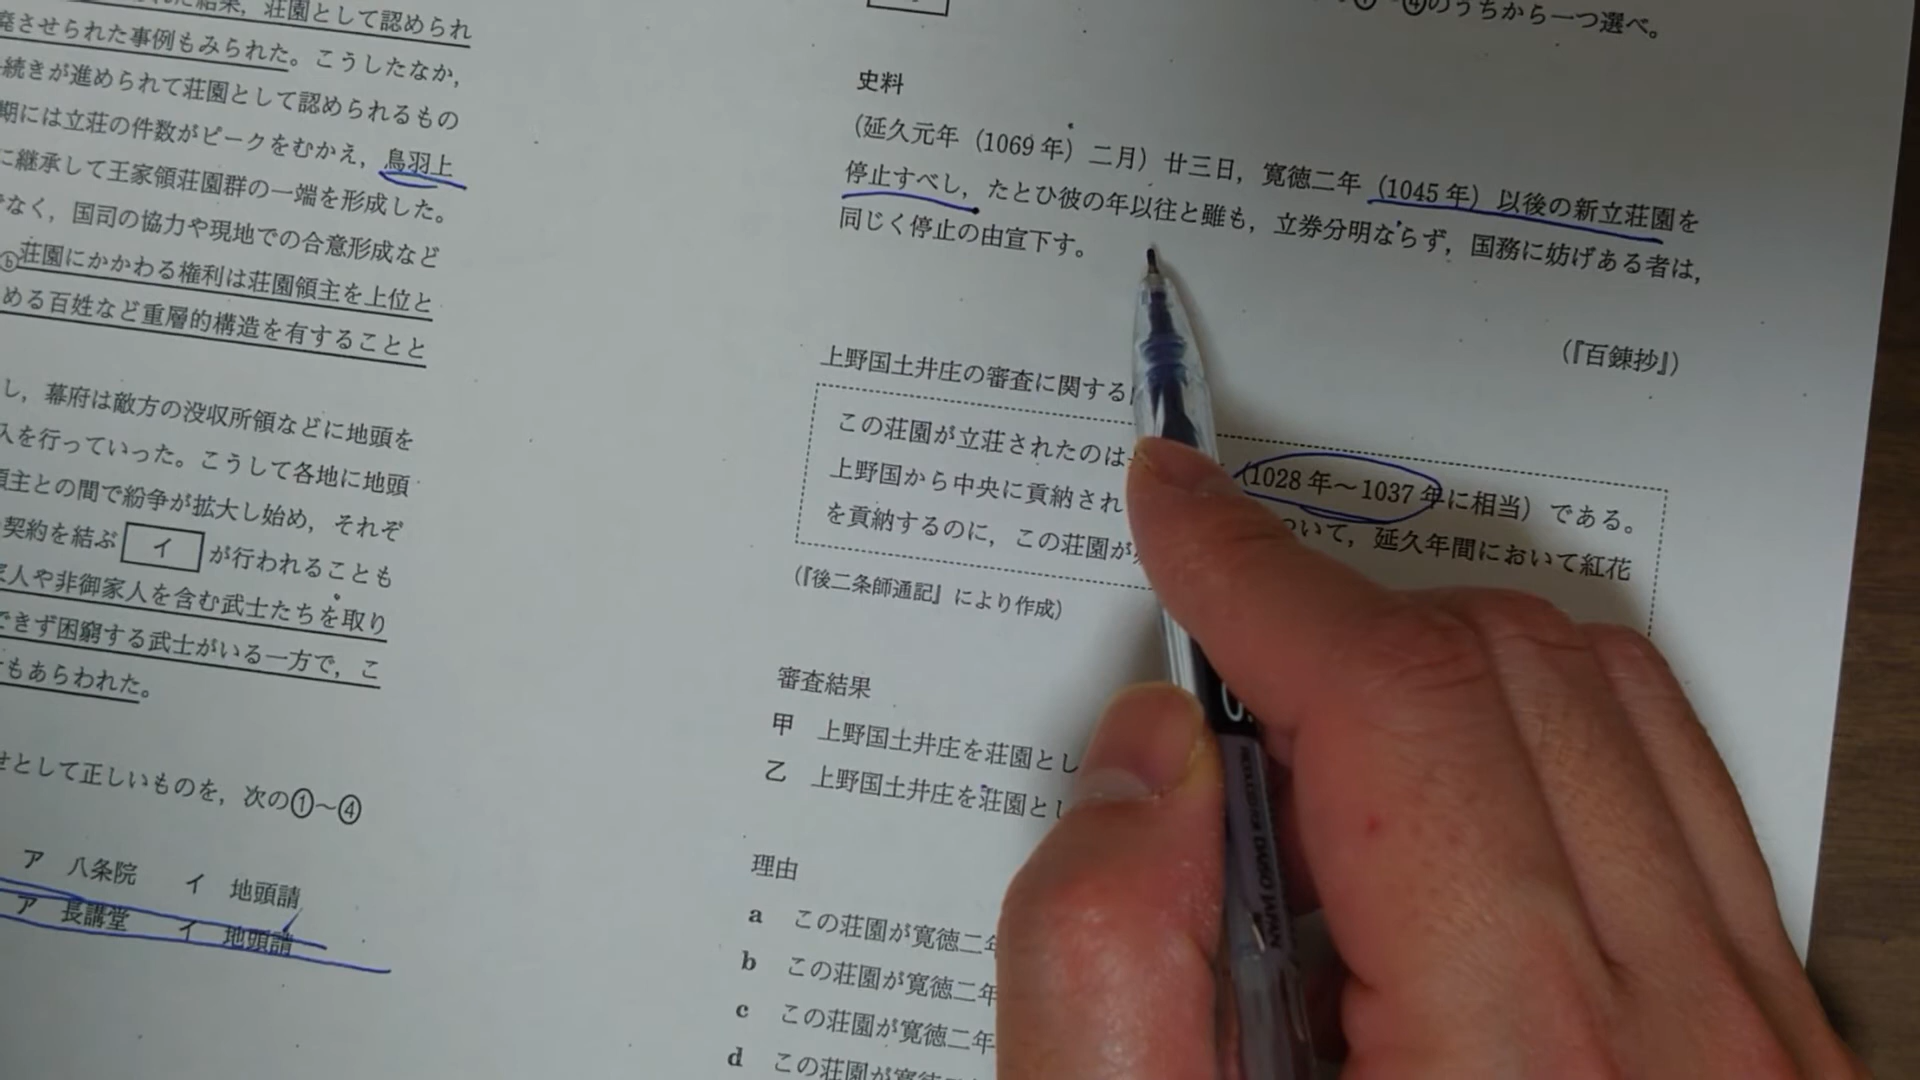 た結果，荘園として認められ
廃させられた事例もみられた。こうしたなか，
続きが進められて荘園として認められるもの
期には立荘の件数がピークをむかえ，鳥羽上
に継承して王家領荘園群の一端を形成した。
でなく，国司の協力や現地での合意形成など
ⓑ荘園にかかわる権利は荘園領主を上位と
める百姓など重層的構造を有することと
し，幕府は敵方の没収所領などに地頭を
入を行っていった。こうして各地に地頭
領主との間で紛争が拡大し始め，それぞ
契約を結ぶ イ が行われることも
家人や非御家人を含む武士たちを取り
できず困窮する武士がいる一方で，こ
もあらわれた。
せとして正しいものを，次の①～④
ア 八条院 イ 地頭請
ア 長講堂 イ 地頭請
④のうちから一つ選べ。
史料
（延久元年（1069年）二月）廿三日，寛徳二年（1045年）以後の新立荘園を
停止すべし，たとひ彼の年以往と雖も，立券分明ならず，国務に妨げある者は，
同じく停止の由宣下す。
（『百錬抄』）
上野国土井庄の審査に関する
この荘園が立荘されたのは
（1028年～1037年に相当）である。
上野国から中央に貢納され
ついて，延久年間において紅花
を貢納するのに，この荘園が
（『後二条師通記』により作成）
審査結果
甲 上野国土井庄を荘園とし
乙 上野国土井庄を荘園とし
理由
a この荘園が寛徳二年
b この荘園が寛徳二年
c この荘園が寛徳二年
d この荘園が